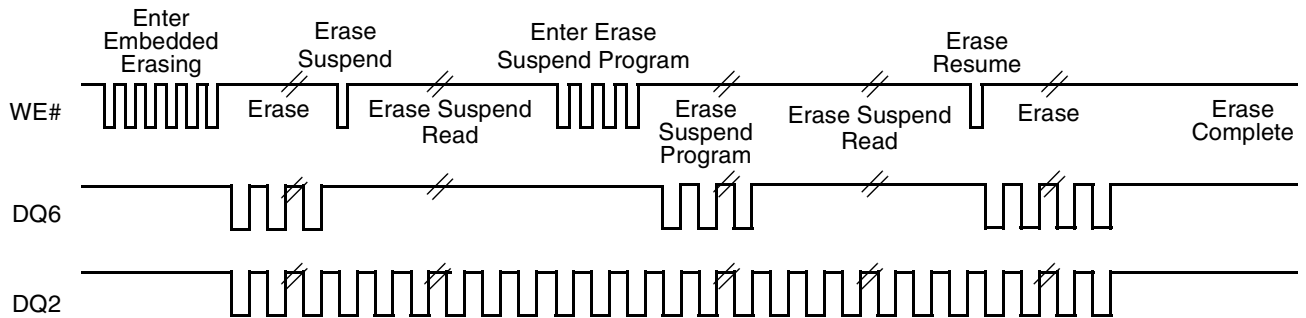 Enter
Embedded
Erasing
Erase
Suspend
Enter Erase
Suspend Program
Erase
Resume
WE#
Erase
Erase Suspend
Read
Erase
Suspend
Program
Erase Suspend
Read
Erase
Erase
Complete
DQ6
DQ2